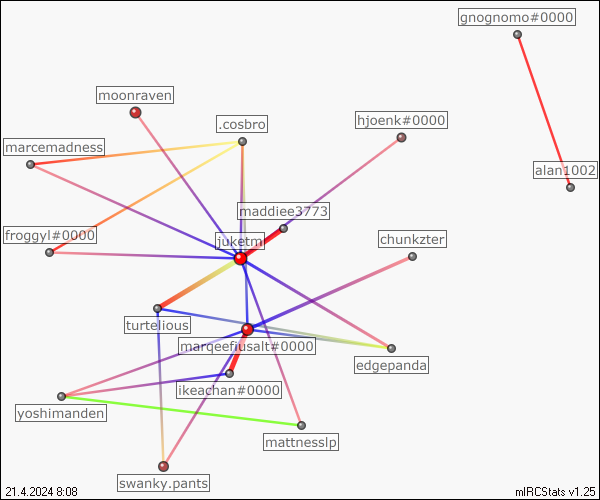 gnognomo#0000
moonraven
.cosbro
hjoenk#0000
marcemadness
alan1002
maddiee3773
froggyl#0000
juketm
chunkzter
turtelious
marqeefiusalt#0000
edgepanda
ikeachan#0000
yoshimanden
mattnesslp
swanky.pants
21.4.2024 8:08
mIRCStats v1.25